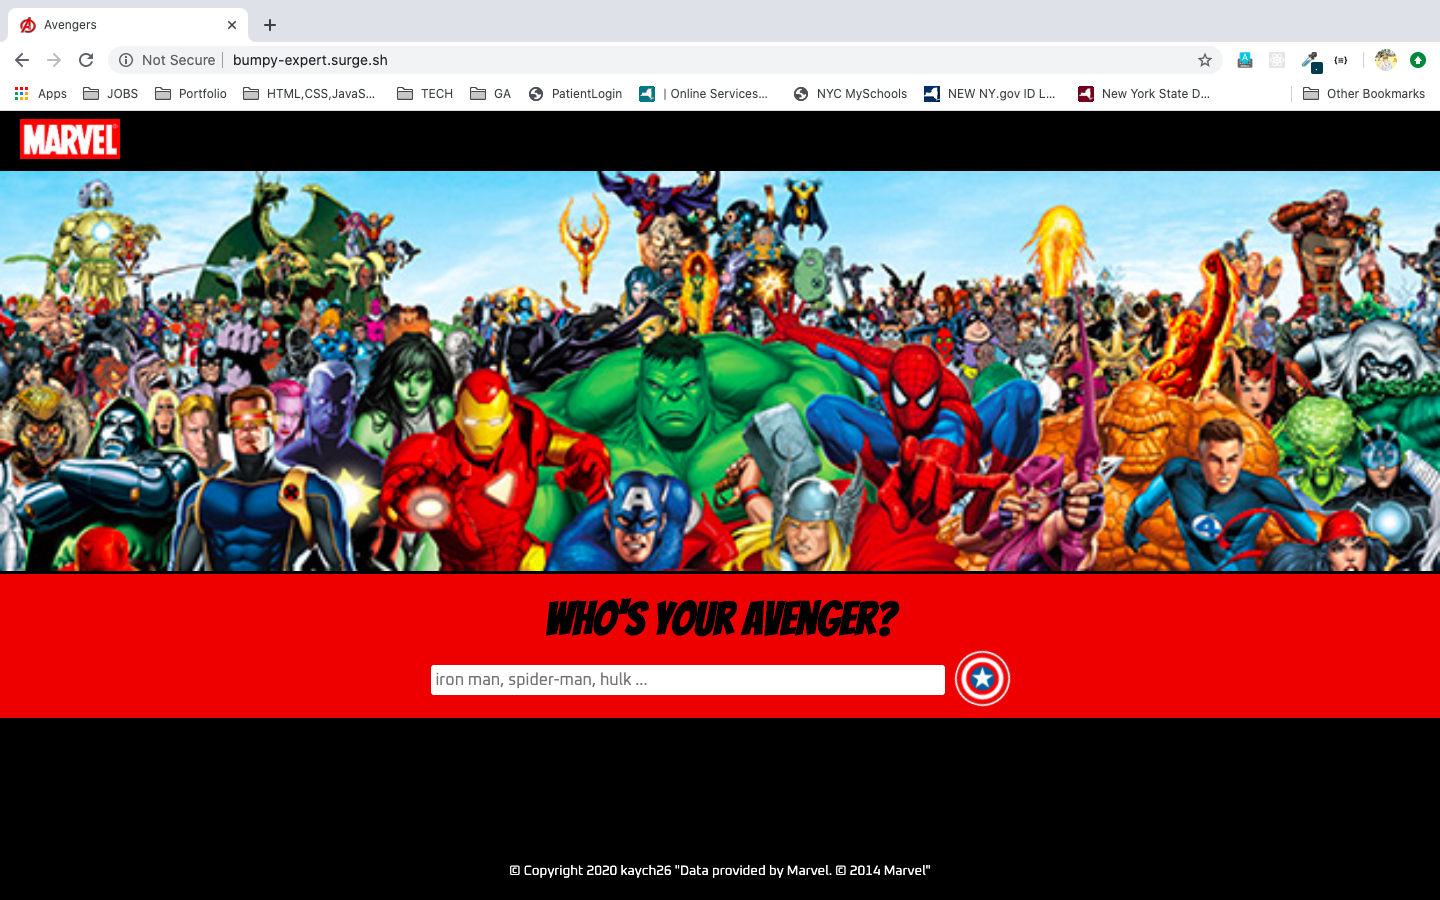 Avengers
Not Secure bumpy-expert.surge.sh
Apps JOBS Portfolio HTML,CSS,JavaS... TECH GA PatientLogin | Online Services... NYC MySchools NEW NY.gov ID L... New York State D... Other Bookmarks
MARVEL
WHO'S YOUR AVENGER?
iron man, spider-man, hulk ...
© Copyright 2020 kaych26 "Data provided by Marvel. © 2014 Marvel"